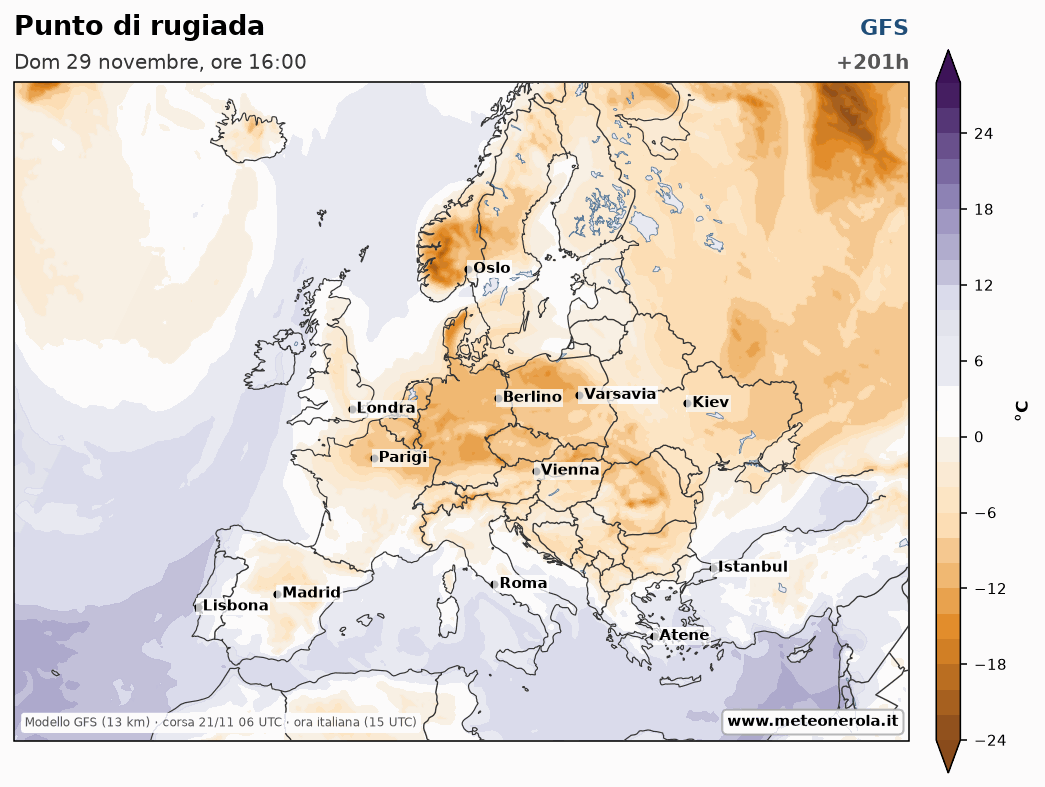 Punto di rugiada
GFS
Dom 29 novembre, ore 16:00
+201h
Oslo
Berlino
Varsavia
Kiev
Londra
Parigi
Vienna
Istanbul
Roma
Madrid
Lisbona
Atene
Modello GFS (13 km) · corsa 21/11 06 UTC · ora italiana (15 UTC)
www.meteonerola.it
24
18
12
6
0
−6
−12
−18
−24
°C